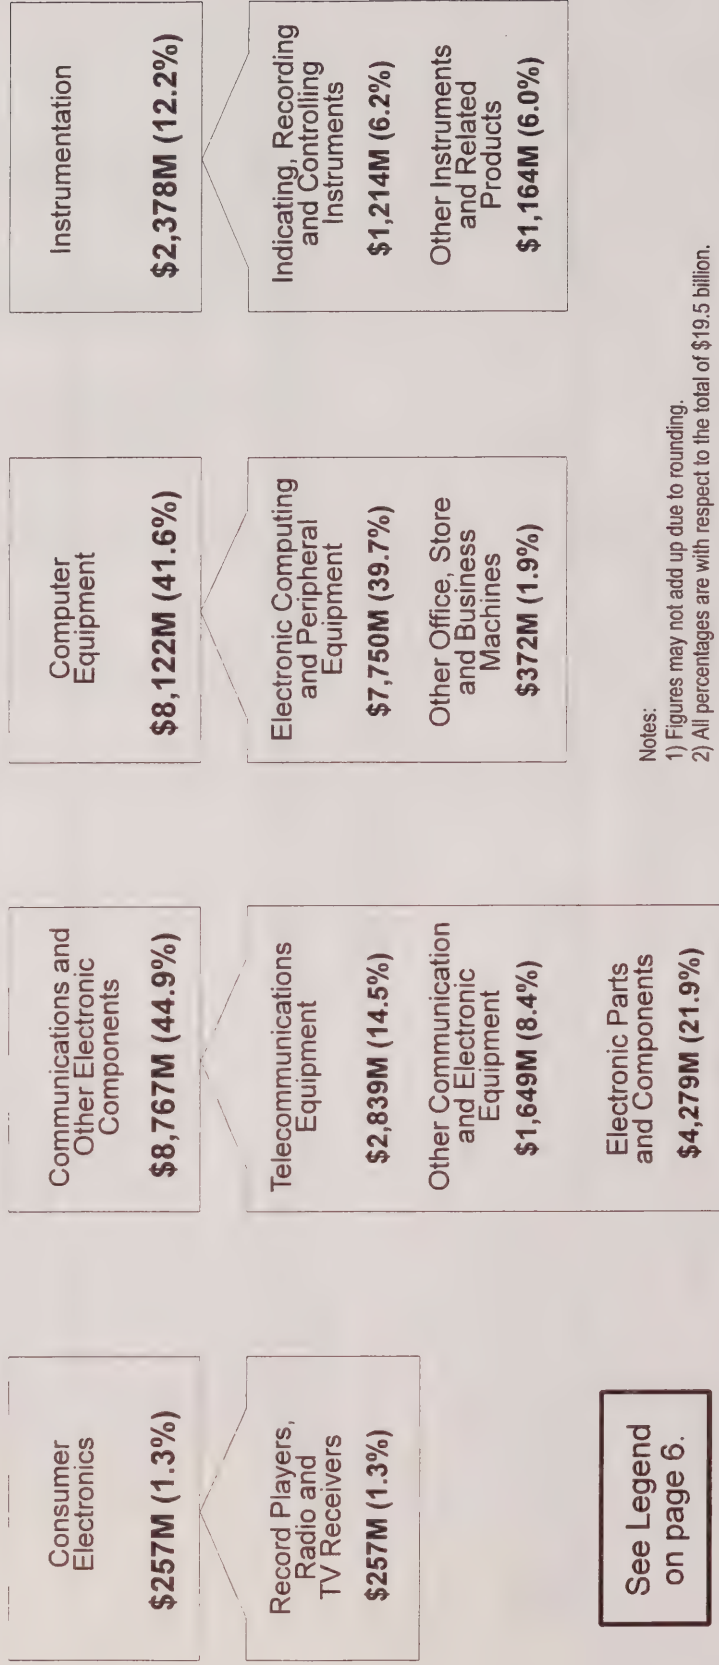 Consumer
Electronics
$257M (1.3%)
Record Players,
Radio and
TV Receivers
$257M (1.3%)
See Legend
on page 6.
Communications and
Other Electronic
Components
$8,767M (44.9%)
Telecommunications
Equipment
$2,839M (14.5%)
Other Communication
and Electronic
Equipment
$1,649M (8.4%)
Electronic Parts
and Components
$4,279M (21.9%)
Computer
Equipment
$8,122M (41.6%)
Electronic Computing
and Peripheral
Equipment
$7,750M (39.7%)
Other Office, Store
and Business
Machines
$372M (1.9%)
Instrumentation
$2,378M (12.2%)
Indicating, Recording
and Controlling
Instruments
$1,214M (6.2%)
Other Instruments
and Related
Products
$1,164M (6.0%)
Notes:
1) Figures may not add up due to rounding.
2) All percentages are with respect to the total of $19.5 billion.